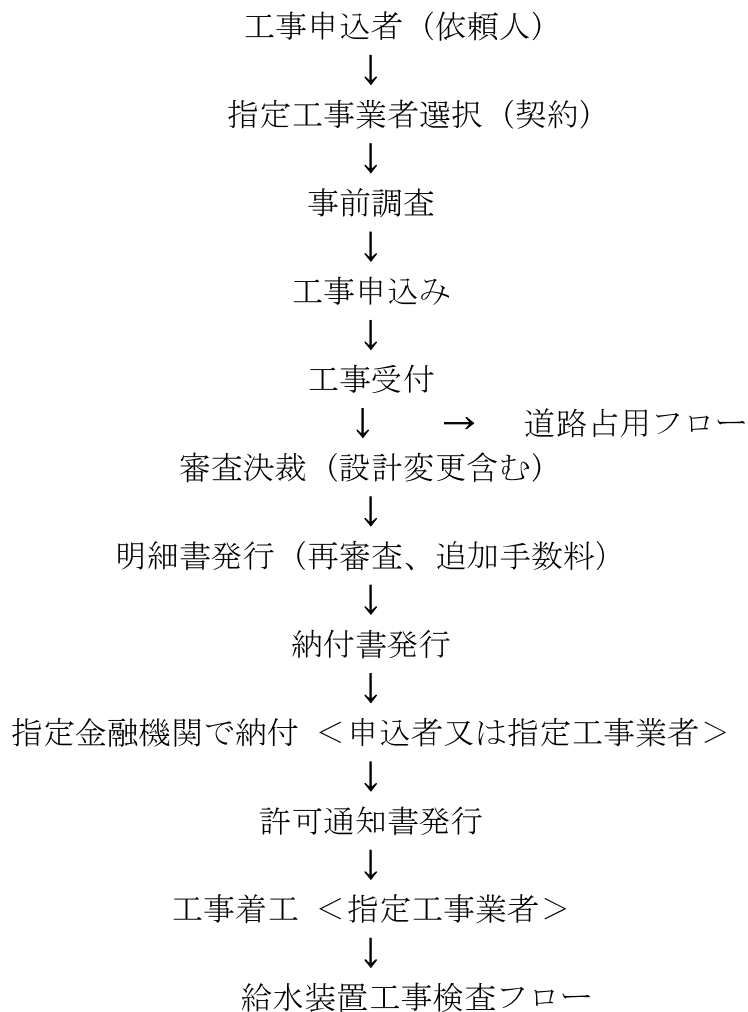 工事申込者（依頼人）
↓
指定工事業者選択（契約）
↓
事前調査
↓
工事申込み
↓
工事受付
↓　→　道路占用フロー
審査決裁（設計変更含む）
↓
明細書発行（再審査、追加手数料）
↓
納付書発行
↓
指定金融機関で納付 ＜申込者又は指定工事業者＞
↓
許可通知書発行
↓
工事着工 ＜指定工事業者＞
↓
給水装置工事検査フロー